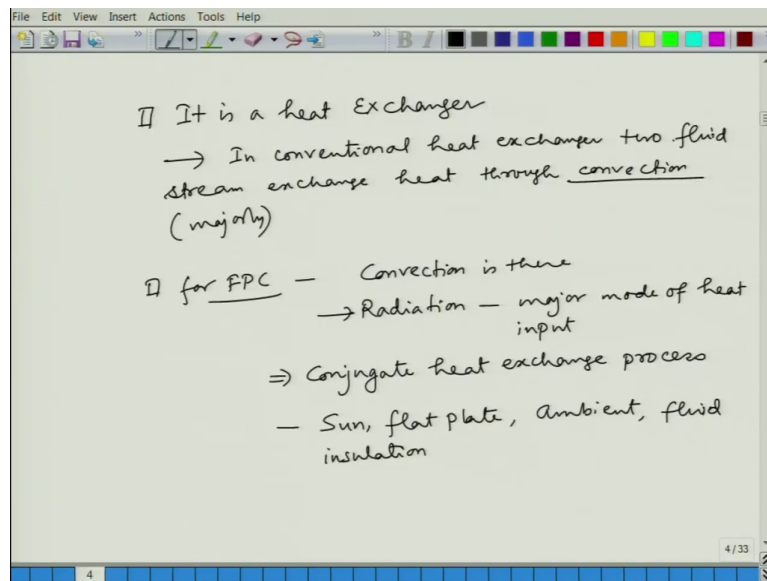 File Edit View Insert Actions Tools Help
It is a heat Exchanger
→ In conventional heat exchanger two fluid
stream exchange heat through convection
(majorly)
for FPC — Convection is there
→ Radiation — major mode of heat
input
⇒ Conjugate heat exchange process
— Sun, flat plate, ambient, fluid
insulation
4/33
4